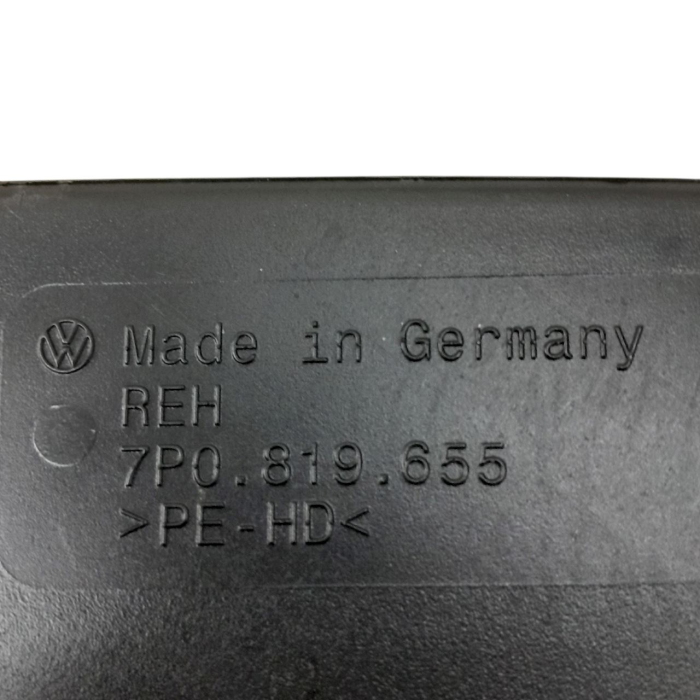 Made in Germany
REH
7P0.819.655
>PE-HD<